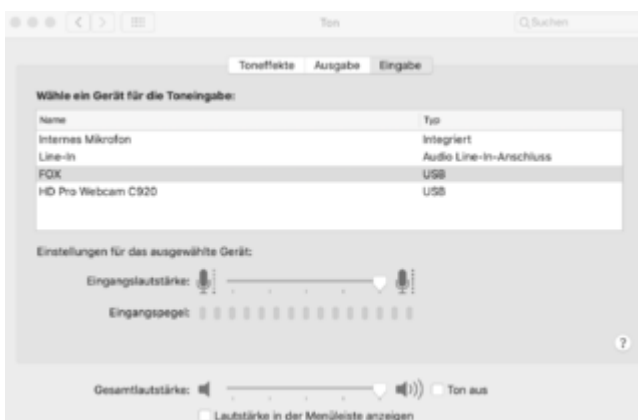 Ton
Suchen
Toneffekte Ausgabe Eingabe
Wähle ein Gerät für die Toneingabe:
Name Typ
Internes Mikrofon Integriert
Line-In Audio Line-In-Anschluss
FOX USB
HD Pro Webcam C920 USB
Einstellungen für das ausgewählte Gerät:
Eingangslautstärke:
Eingangspegel:
?
Gesamtlautstärke: Ton aus
Lautstärke in der Menüleiste anzeigen